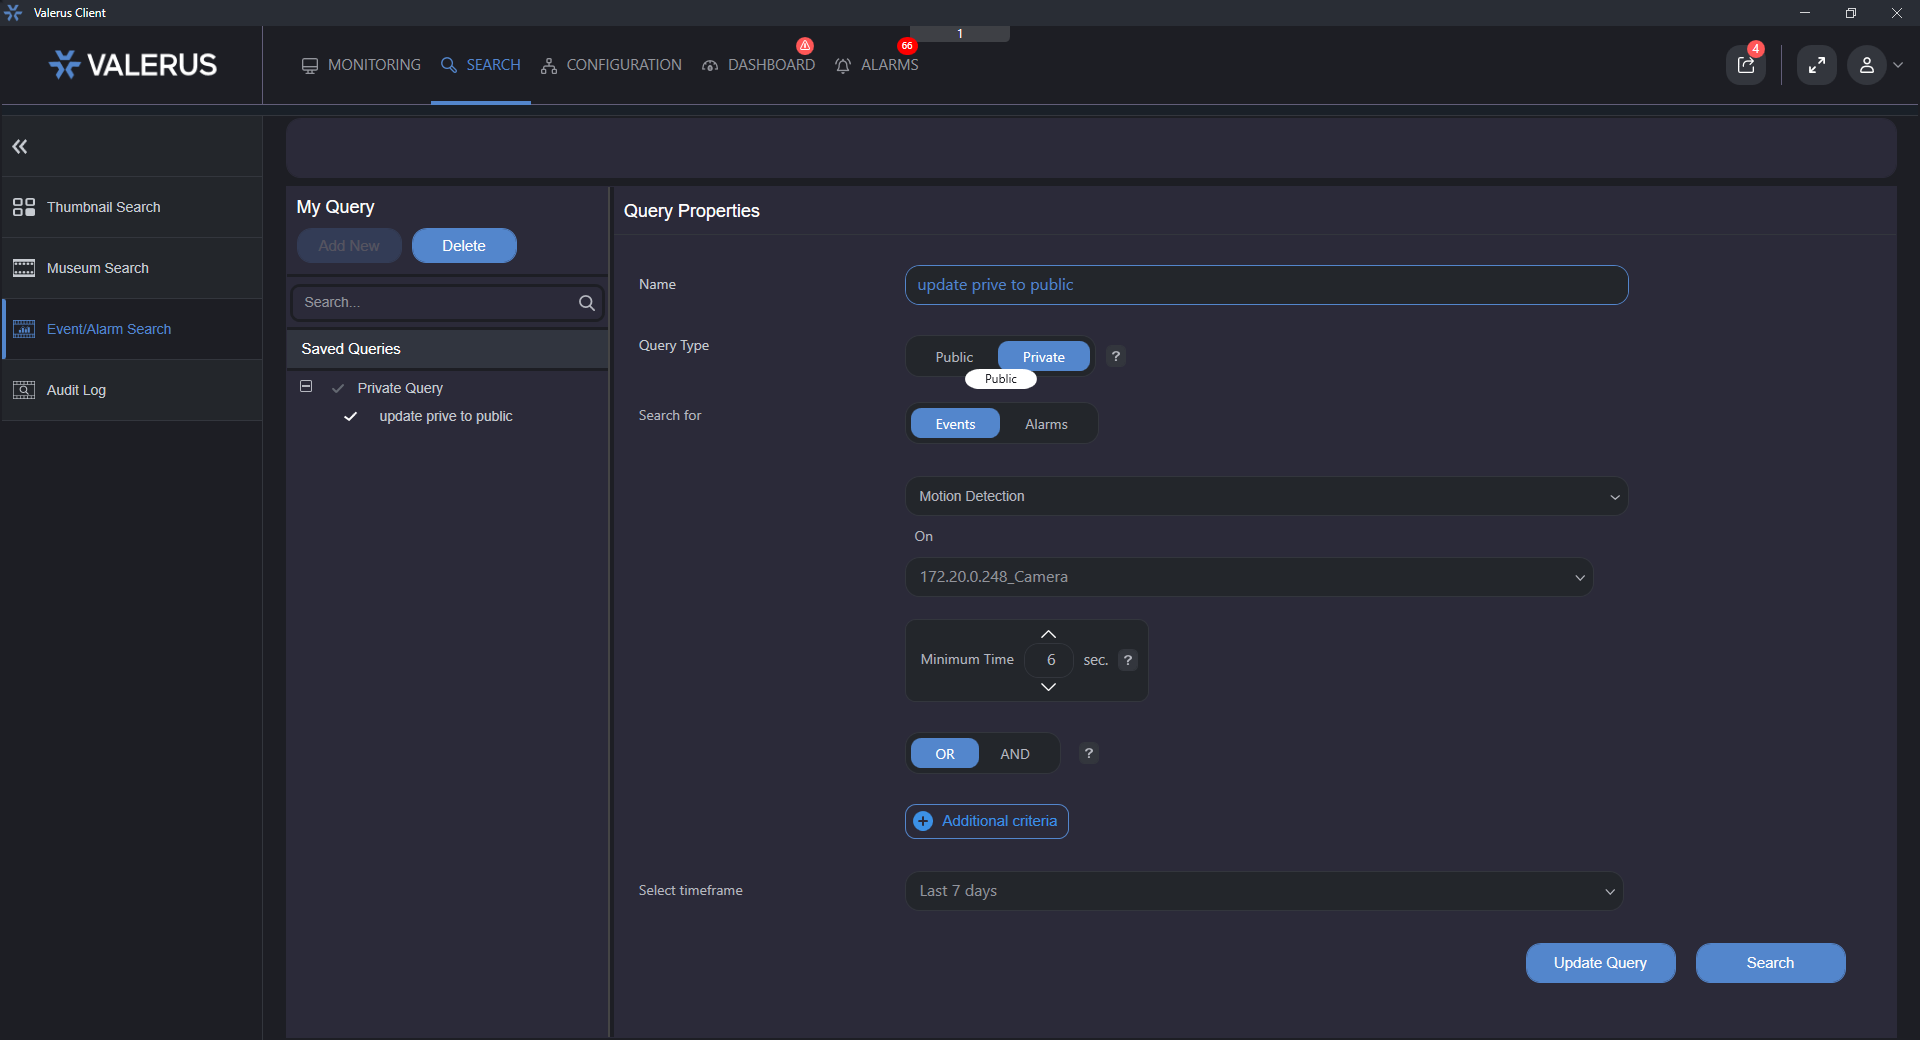 Valerus Client
1
VALERUS
MONITORING
SEARCH
CONFIGURATION
DASHBOARD
66
ALARMS
4
Thumbnail Search
Museum Search
Event/Alarm Search
Audit Log
My Query
Add New
Delete
Search...
Saved Queries
Private Query
update prive to public
Query Properties
Name
update prive to public
Query Type
Public
Private
?
Public
Search for
Events
Alarms
Motion Detection
On
172.20.0.248_Camera
Minimum Time
6
sec.
?
OR
AND
?
Additional criteria
Select timeframe
Last 7 days
Update Query
Search